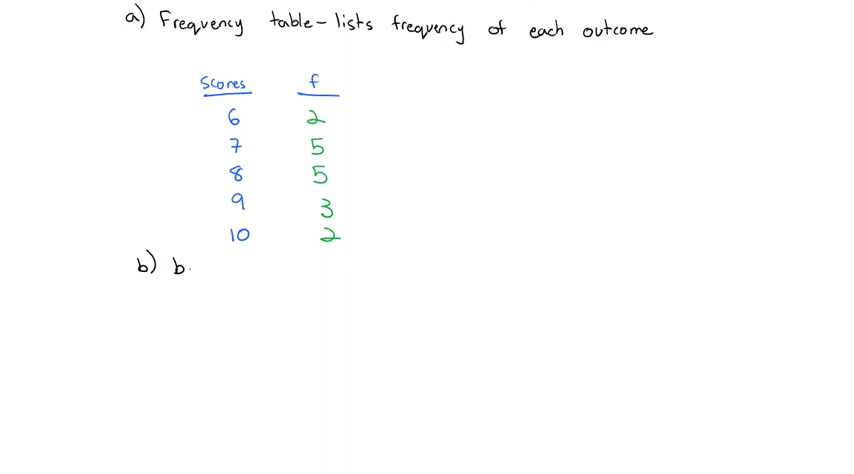 a) Frequency table - lists frequency of each outcome
Scores f
6 2
7 5
8 5
9 3
10 2
b) b